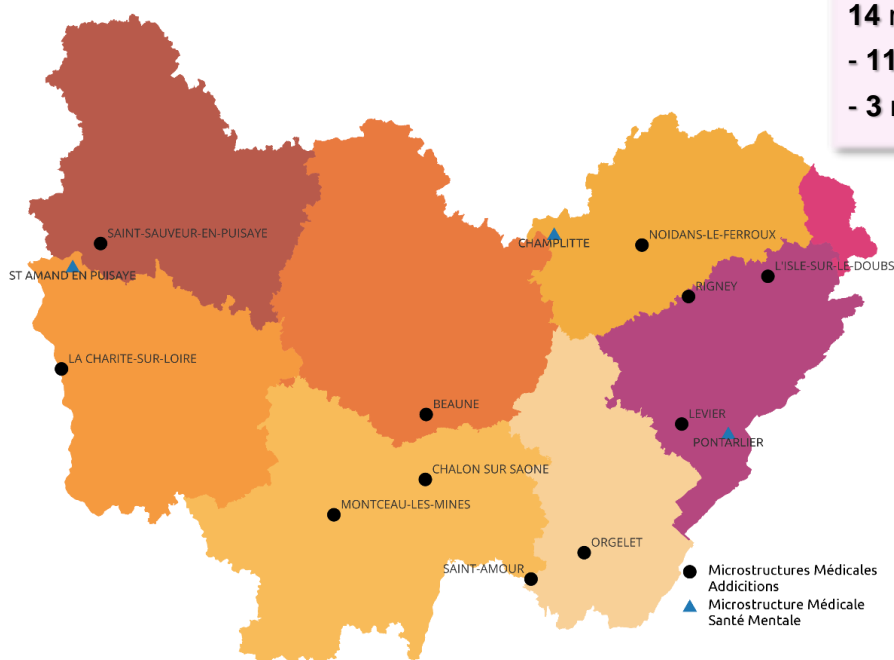 14
- 11
- 3
SAINT-SAUVEUR-EN-PUISAYE
CHAMPLITTE
NOIDANS-LE-FERROUX
ST AMAND EN PUISAYE
L'ISLE-SUR-LE-DOUBS
RIGNEY
LA CHARITE-SUR-LOIRE
BEAUNE
LEVIER
PONTARLIER
CHALON SUR SAONE
MONTCEAU-LES-MINES
ORGELET
SAINT-AMOUR
Microstructures Médicales
Addicitions
Microstructure Médicale
Santé Mentale